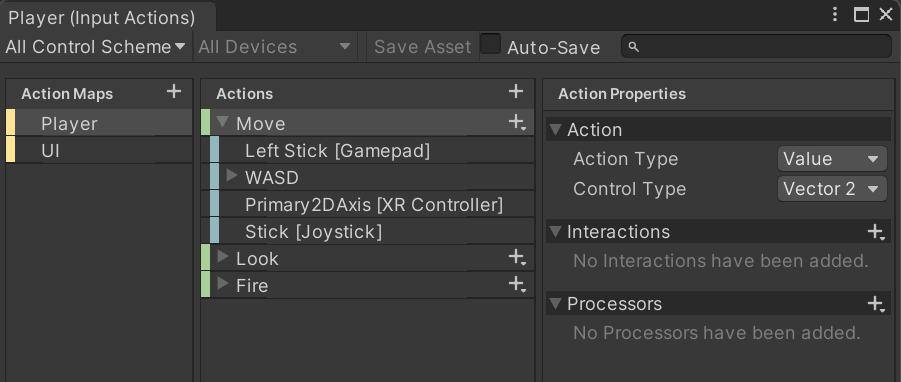 Player (Input Actions)
All Control Scheme
All Devices
Save Asset
Auto-Save
Action Maps
Player
UI
Actions
Move
Left Stick [Gamepad]
WASD
Primary2DAxis [XR Controller]
Stick [Joystick]
Look
Fire
Action Properties
Action
Action Type
Value
Control Type
Vector 2
Interactions
No Interactions have been added.
Processors
No Processors have been added.